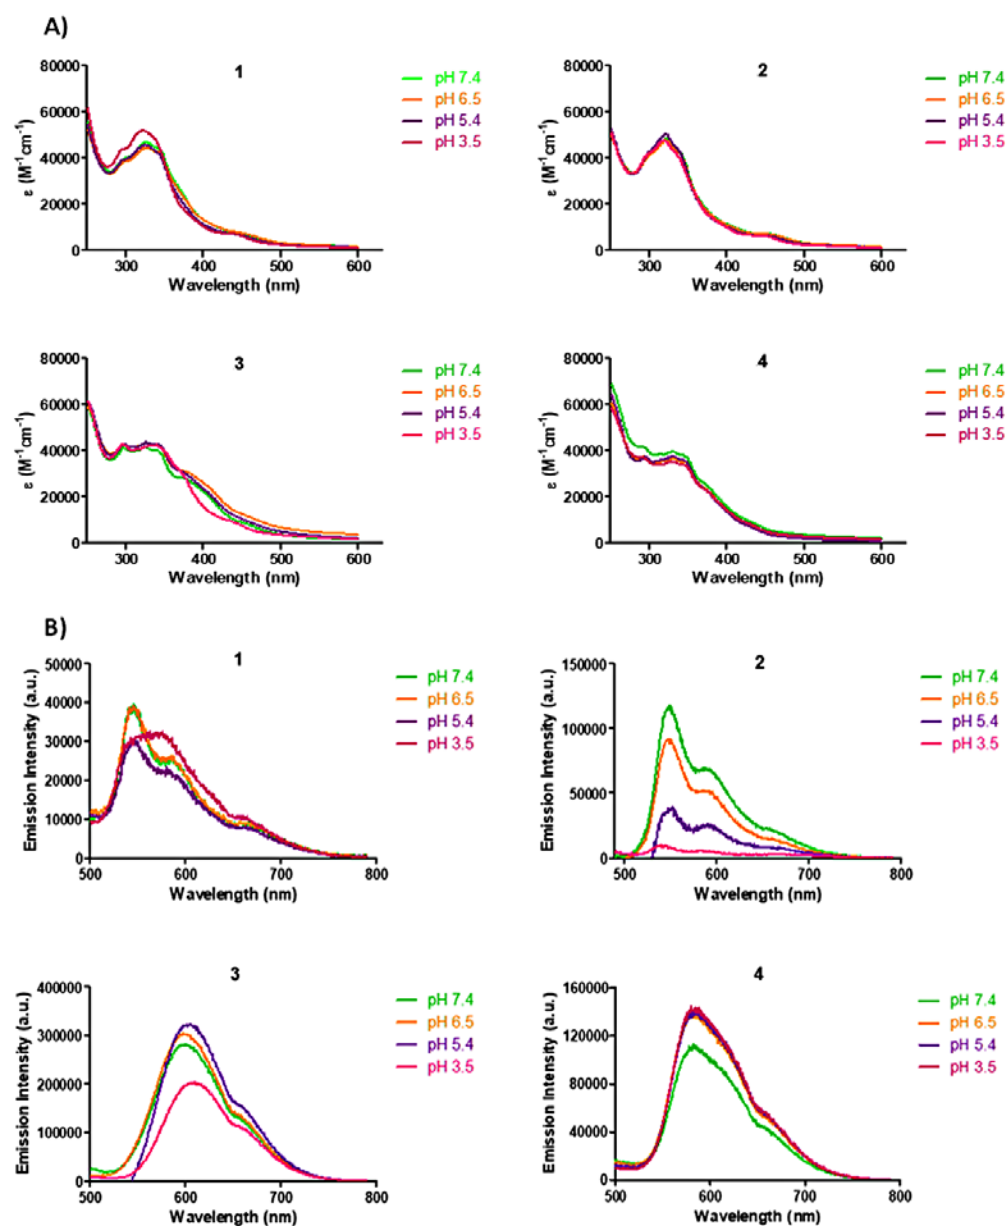 A)
1
80000
60000
40000
20000
0
ε (M⁻¹cm⁻¹)
300
400
500
600
Wavelength (nm)
pH 7.4
pH 6.5
pH 5.4
pH 3.5
2
80000
60000
40000
20000
0
ε (M⁻¹cm⁻¹)
300
400
500
600
Wavelength (nm)
pH 7.4
pH 6.5
pH 5.4
pH 3.5
3
80000
60000
40000
20000
0
ε (M⁻¹cm⁻¹)
300
400
500
600
Wavelength (nm)
pH 7.4
pH 6.5
pH 5.4
pH 3.5
4
80000
60000
40000
20000
0
ε (M⁻¹cm⁻¹)
300
400
500
600
Wavelength (nm)
pH 7.4
pH 6.5
pH 5.4
pH 3.5
B)
1
50000
40000
30000
20000
10000
0
Emission Intensity (a.u.)
500
600
700
800
Wavelength (nm)
pH 7.4
pH 6.5
pH 5.4
pH 3.5
2
150000
100000
50000
0
Emission Intensity (a.u.)
500
600
700
800
Wavelength (nm)
pH 7.4
pH 6.5
pH 5.4
pH 3.5
3
400000
300000
200000
100000
0
Emission Intensity (a.u.)
500
600
700
800
Wavelength (nm)
pH 7.4
pH 6.5
pH 5.4
pH 3.5
4
160000
120000
80000
40000
0
Emission Intensity (a.u.)
500
600
700
800
Wavelength (nm)
pH 7.4
pH 6.5
pH 5.4
pH 3.5